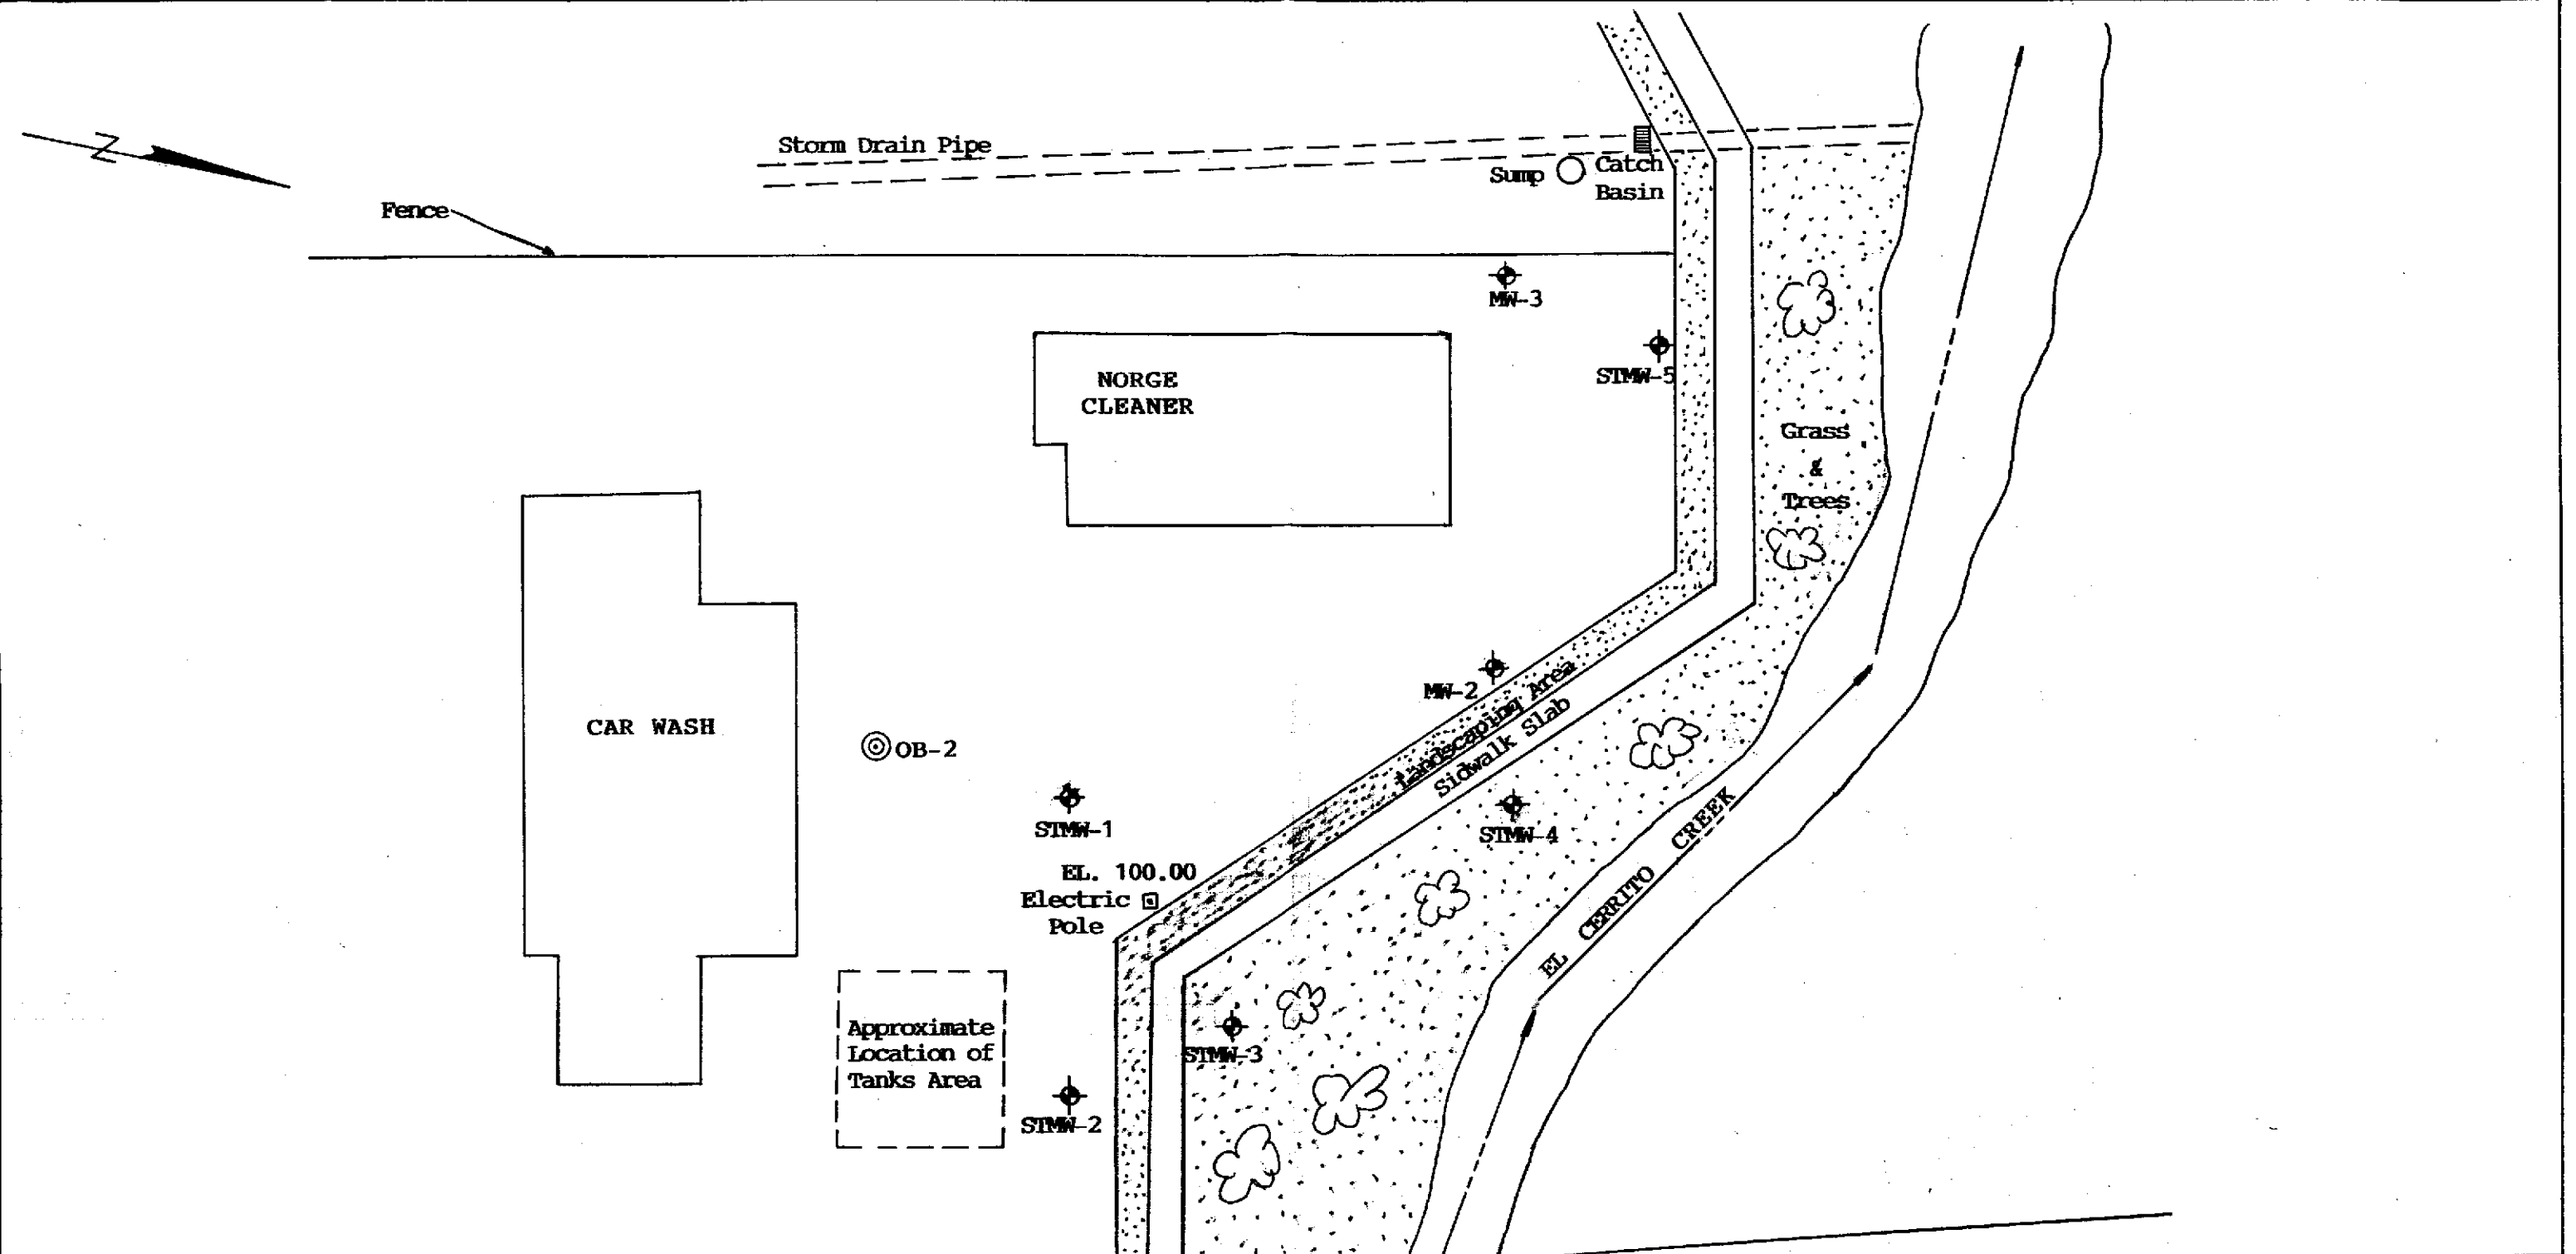 N
Storm Drain Pipe
Fence
Sump
Catch
Basin
MW-3
STMW-5
NORGE
CLEANER
Grass
&
Trees
CAR WASH
OB-2
MW-2
Landscaping Area
Sidwalk Slab
STMW-1
STMW-4
EL. 100.00
Electric
Pole
EL CERRITO CREEK
Approximate
Location of
Tanks Area
STMW-3
STMW-2